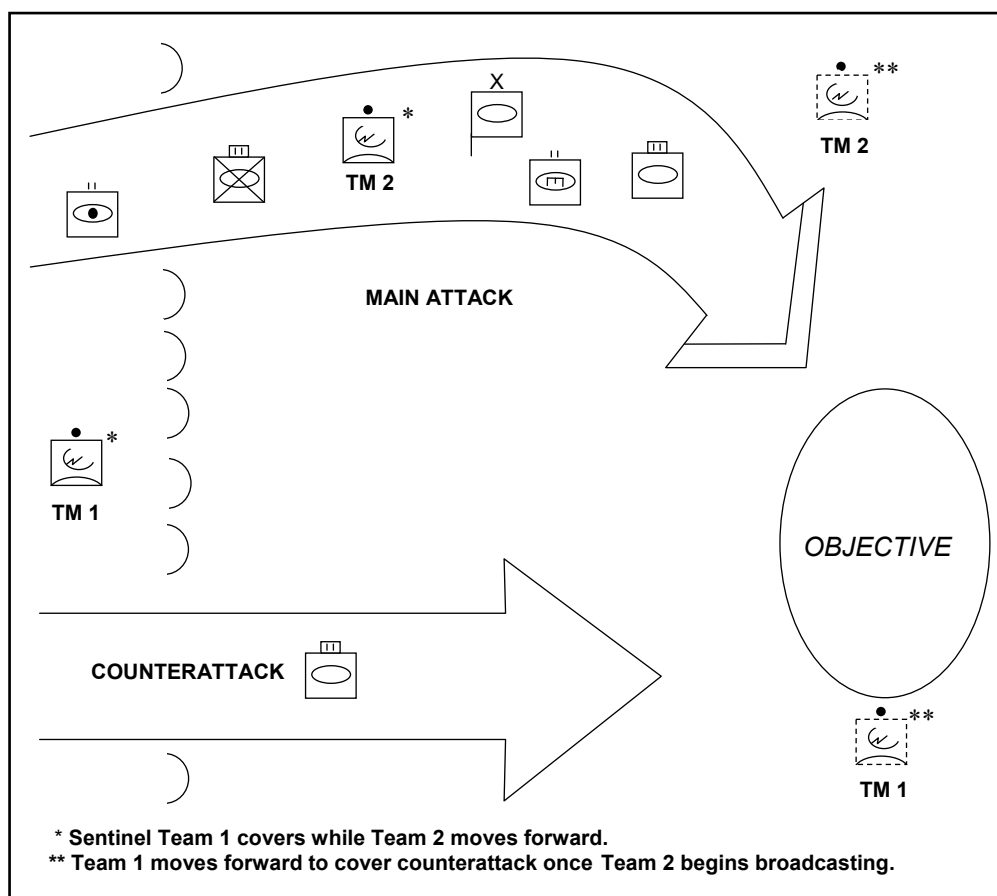 X
*
**
TM 2
TM 2
MAIN ATTACK
*
TM 1
OBJECTIVE
COUNTERATTACK
**
TM 1
* Sentinel Team 1 covers while Team 2 moves forward.
** Team 1 moves forward to cover counterattack once Team 2 begins broadcasting.